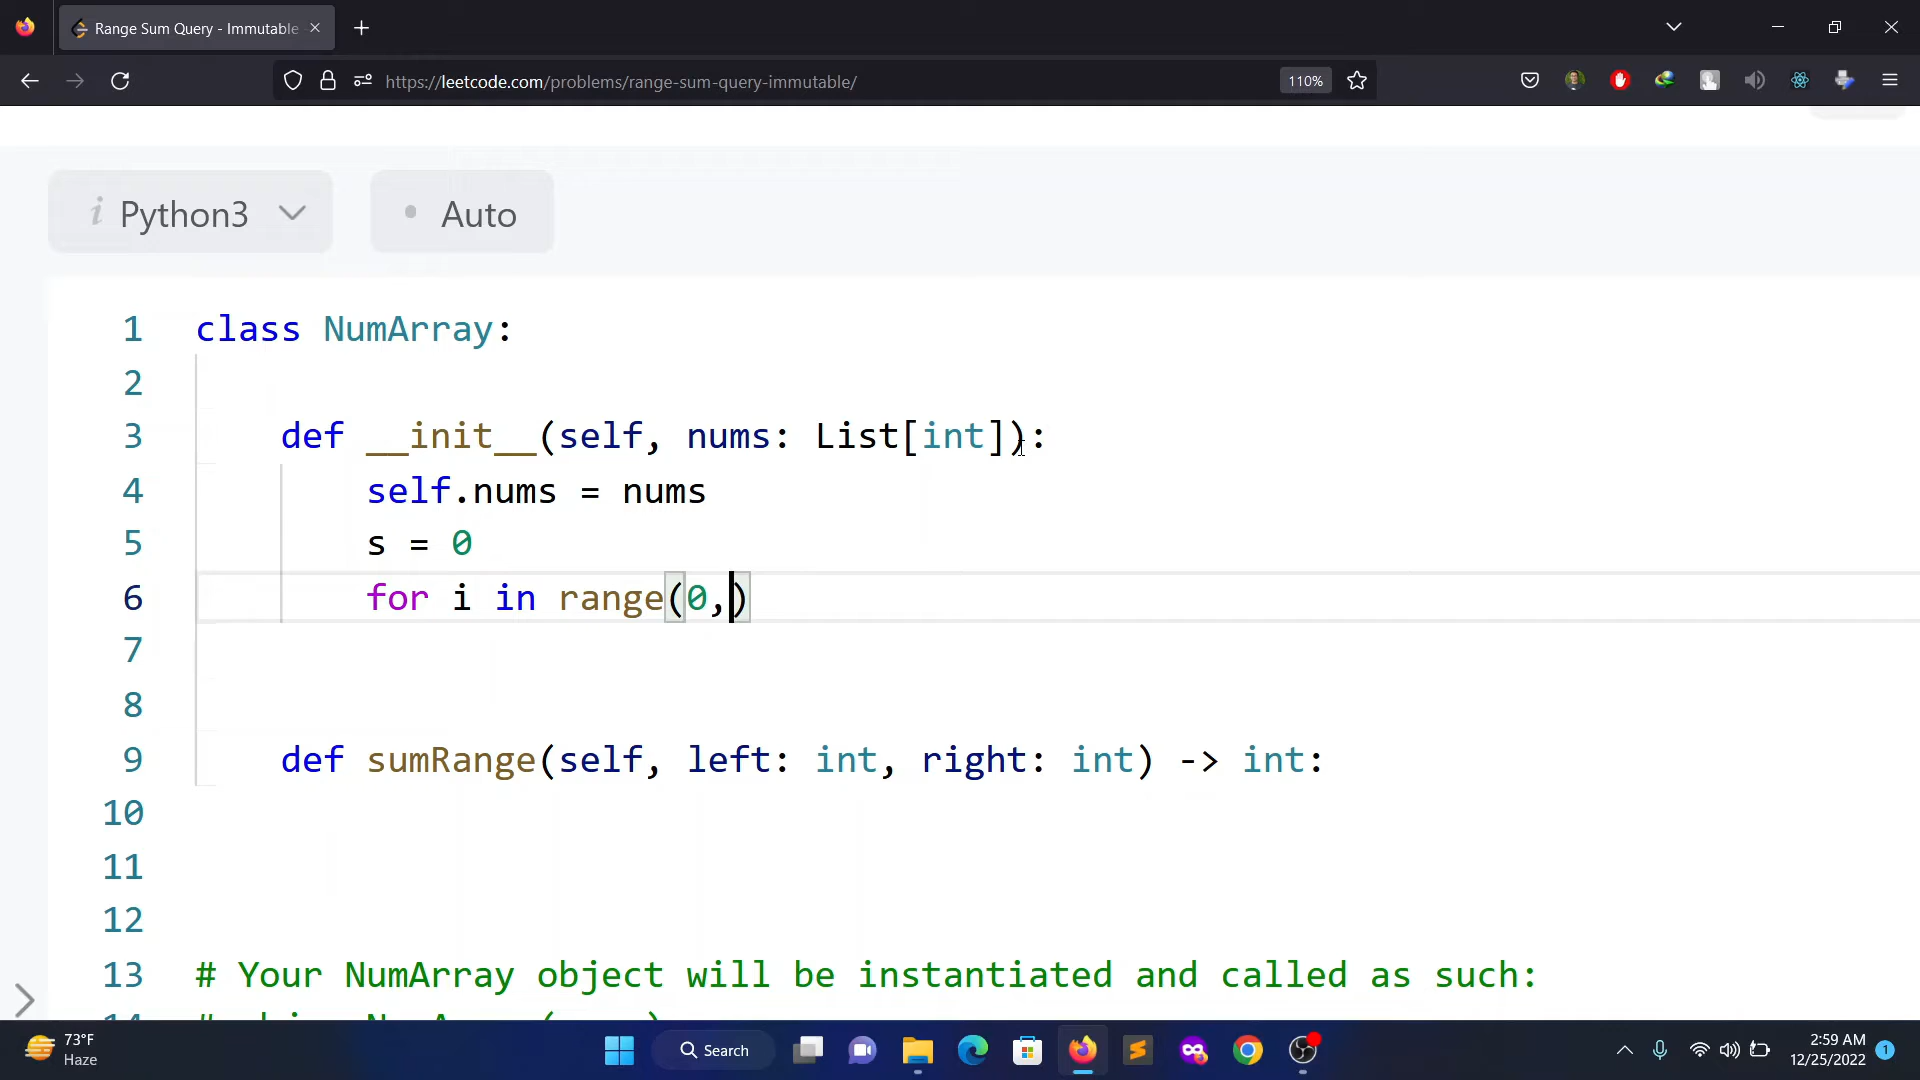 Range Sum Query - Immutable
https://leetcode.com/problems/range-sum-query-immutable/
110%
i Python3
Auto
1 class NumArray:
2
3 def __init__(self, nums: List[int]):
4 self.nums = nums
5 s = 0
6 for i in range(0,)
7
8
9 def sumRange(self, left: int, right: int) -> int:
10
11
12
13 # Your NumArray object will be instantiated and called as such:
73°F
Haze
Search
2:59 AM
12/25/2022
1